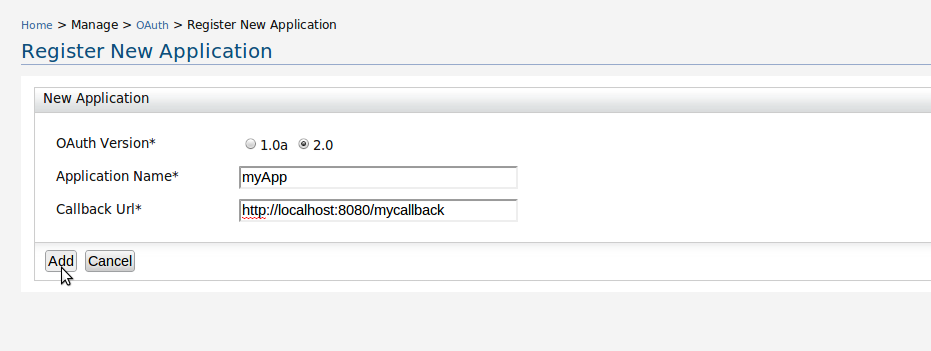 Home > Manage > OAuth > Register New Application
Register New Application
New Application
OAuth Version* 1.0a 2.0
Application Name* myApp
Callback Url* http://localhost:8080/mycallback
Add Cancel